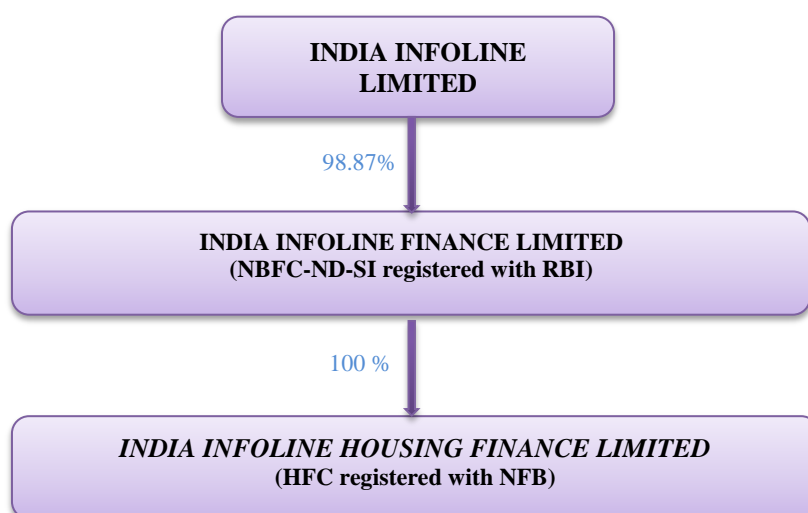 INDIA INFOLINE
LIMITED
98.87%
INDIA INFOLINE FINANCE LIMITED
(NBFC-ND-SI registered with RBI)
100 %
INDIA INFOLINE HOUSING FINANCE LIMITED
(HFC registered with NFB)